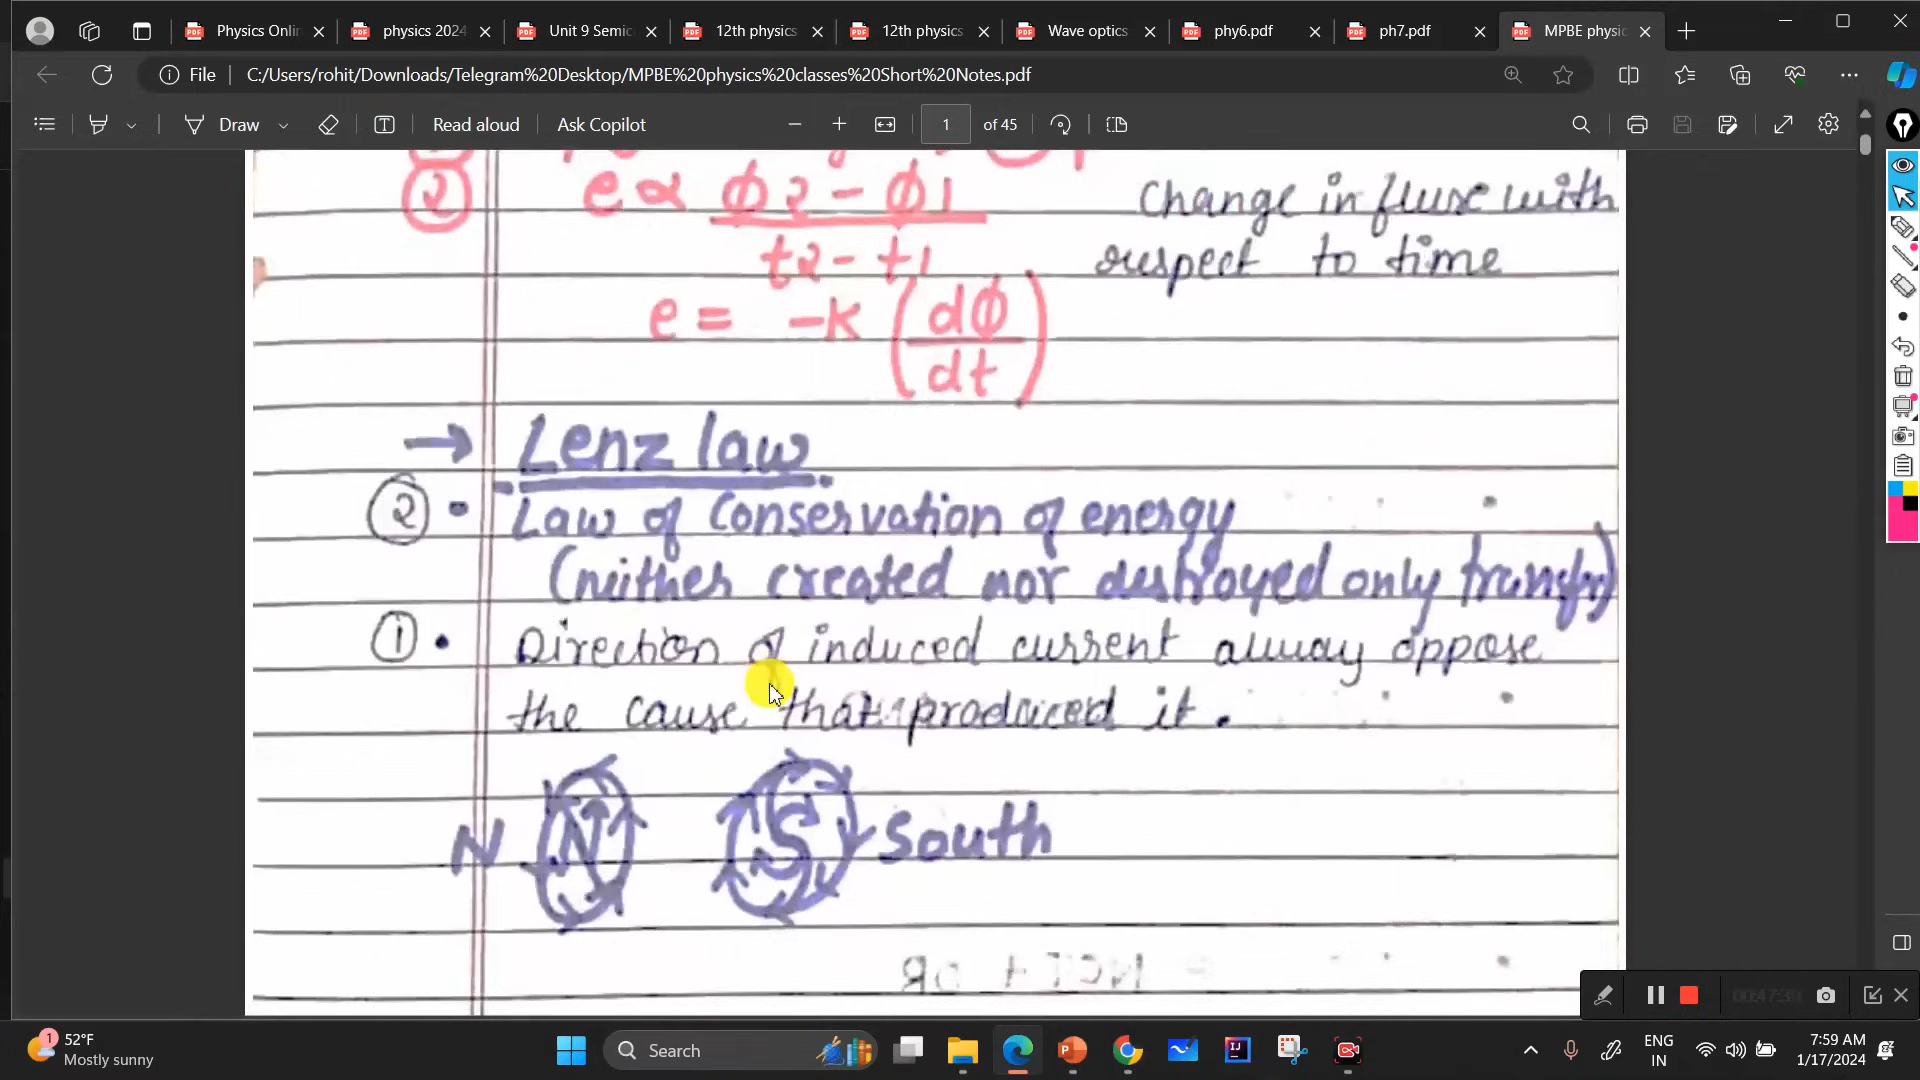 Physics Onlin
physics 2024
Unit 9 Semic
12th physics
12th physics
Wave optics
phy6.pdf
ph7.pdf
MPBE physic
File
C:/Users/rohit/Downloads/Telegram%20Desktop/MPBE%20physics%20classes%20Short%20Notes.pdf
Draw
Read aloud
Ask Copilot
1 of 45
② e ∝ ϕ2 - ϕ1
t2 - t1
Change in fluxe with
respect to time
e = -k (dϕ
dt)
→ Lenz law
② • Law of Conservation of energy
(neither created nor destroyed only transfr)
① • Direction of induced current alway oppose
the cause that produced it.
N N S South
52°F
Mostly sunny
Search
ENG
IN
7:59 AM
1/17/2024